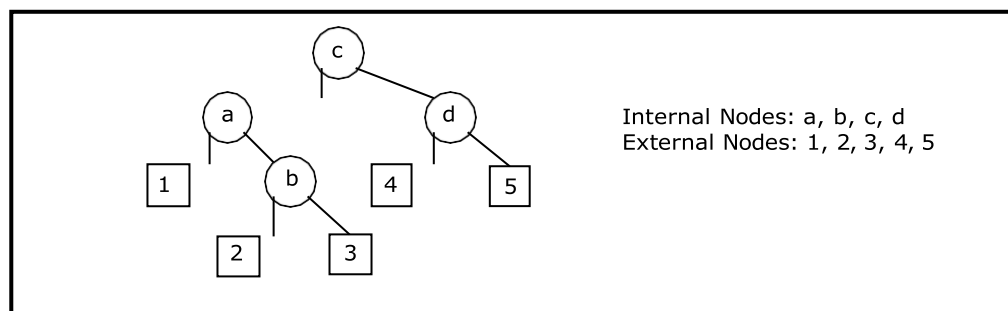 c
a
d
Internal Nodes: a, b, c, d
External Nodes: 1, 2, 3, 4, 5
1
b
4
5
2
3